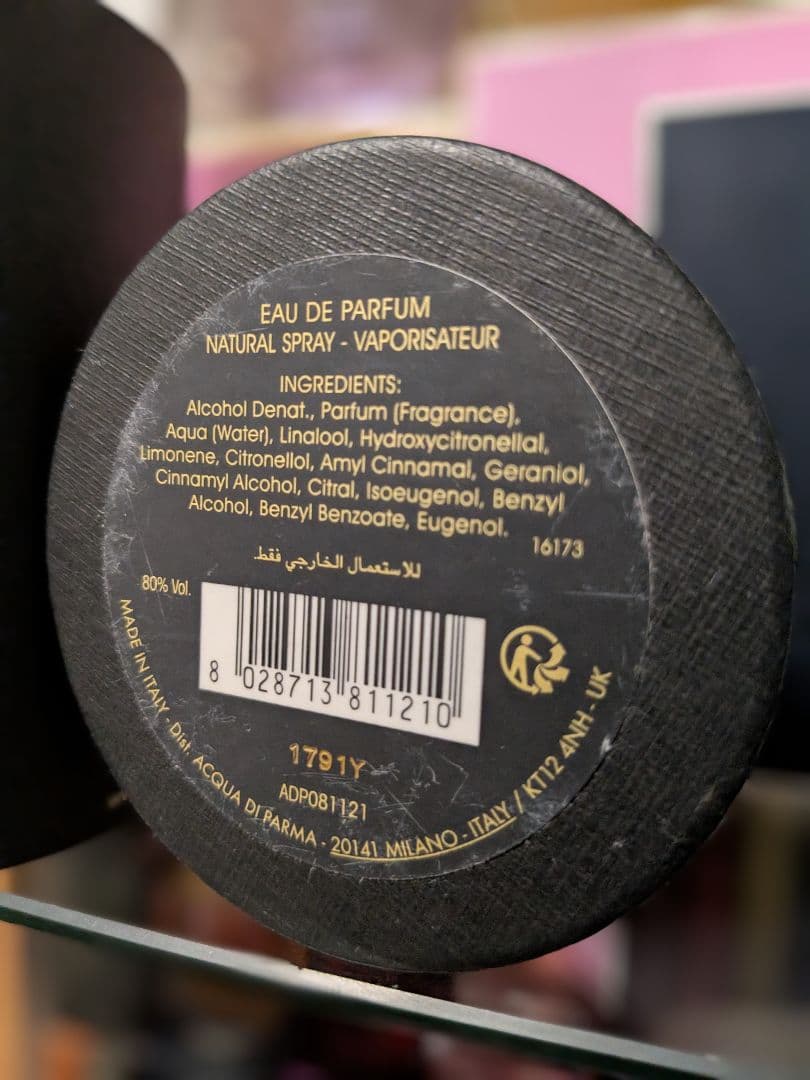 EAU DE PARFUM
NATURAL SPRAY - VAPORISATEUR
INGREDIENTS:
Alcohol Denat., Parfum (Fragrance),
Aqua (Water), Linalool, Hydroxycitronellal,
Limonene, Citronellol, Amyl Cinnamal, Geraniol,
Cinnamyl Alcohol, Citral, Isoeugenol, Benzyl
Alcohol, Benzyl Benzoate, Eugenol.
16173
للاستعمال الخارجي فقط.
80% Vol.
8 028713 811210
1791Y
ADP081121
MADE IN ITALY - Dist. ACQUA DI PARMA - 20141 MILANO - ITALY / KT12 4NH - UK